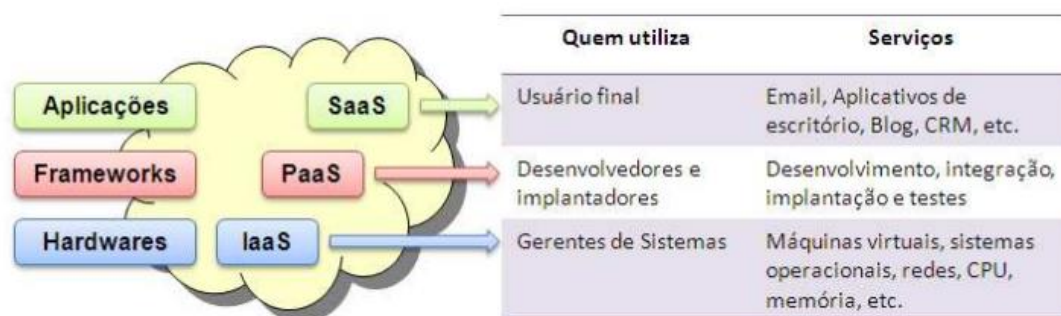 Quem utiliza
Serviços
Aplicações
SaaS
Usuário final
Email, Aplicativos de
escritório, Blog, CRM, etc.
Frameworks
PaaS
Desenvolvedores e
implantadores
Desenvolvimento, integração,
implantação e testes
Hardwares
IaaS
Gerentes de Sistemas
Máquinas virtuais, sistemas
operacionais, redes, CPU,
memória, etc.